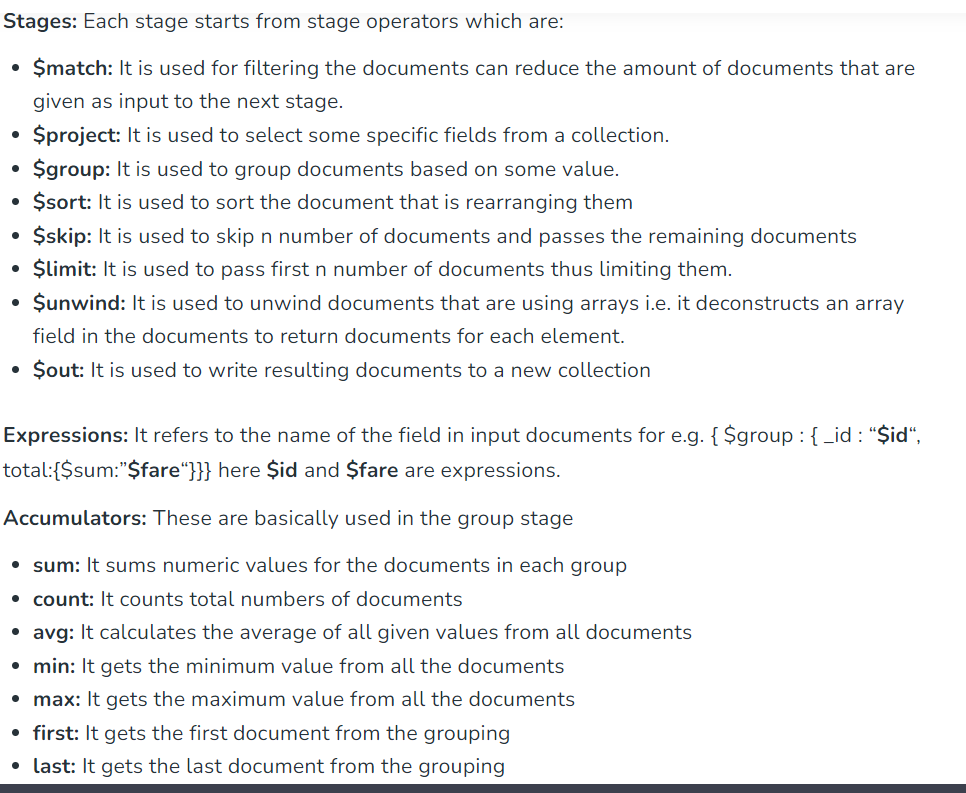 Stages: Each stage starts from stage operators which are:
• $match: It is used for filtering the documents can reduce the amount of documents that are
given as input to the next stage.
• $project: It is used to select some specific fields from a collection.
• $group: It is used to group documents based on some value.
• $sort: It is used to sort the document that is rearranging them
• $skip: It is used to skip n number of documents and passes the remaining documents
• $limit: It is used to pass first n number of documents thus limiting them.
• $unwind: It is used to unwind documents that are using arrays i.e. it deconstructs an array
field in the documents to return documents for each element.
• $out: It is used to write resulting documents to a new collection
Expressions: It refers to the name of the field in input documents for e.g. { $group : { _id : “$id“,
total:{$sum:”$fare“}}} here $id and $fare are expressions.
Accumulators: These are basically used in the group stage
• sum: It sums numeric values for the documents in each group
• count: It counts total numbers of documents
• avg: It calculates the average of all given values from all documents
• min: It gets the minimum value from all the documents
• max: It gets the maximum value from all the documents
• first: It gets the first document from the grouping
• last: It gets the last document from the grouping